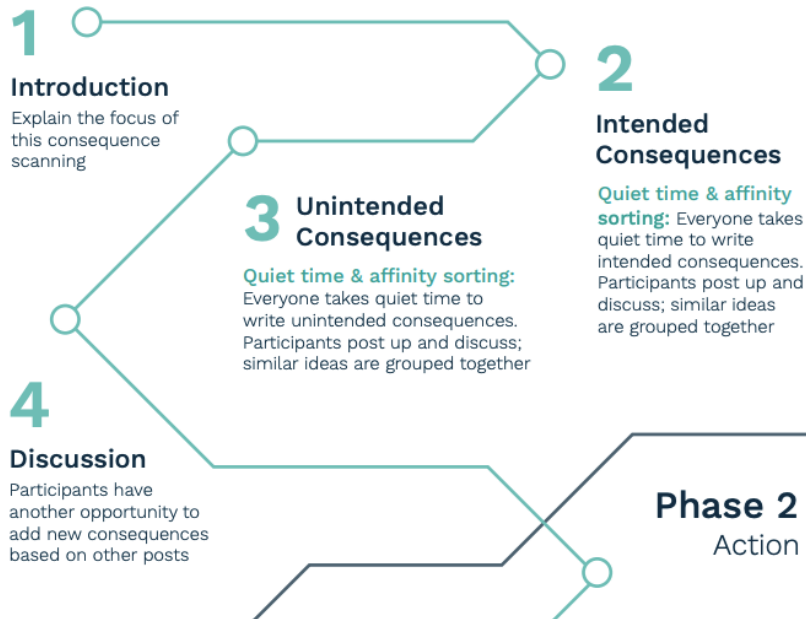 1
Introduction
Explain the focus of
this consequence
scanning
2
Intended
Consequences
Quiet time & affinity
sorting: Everyone takes
quiet time to write
intended consequences.
Participants post up and
discuss; similar ideas
are grouped together
3
Unintended
Consequences
Quiet time & affinity sorting:
Everyone takes quiet time to
write unintended consequences.
Participants post up and discuss;
similar ideas are grouped together
4
Discussion
Participants have
another opportunity to
add new consequences
based on other posts
Phase 2
Action